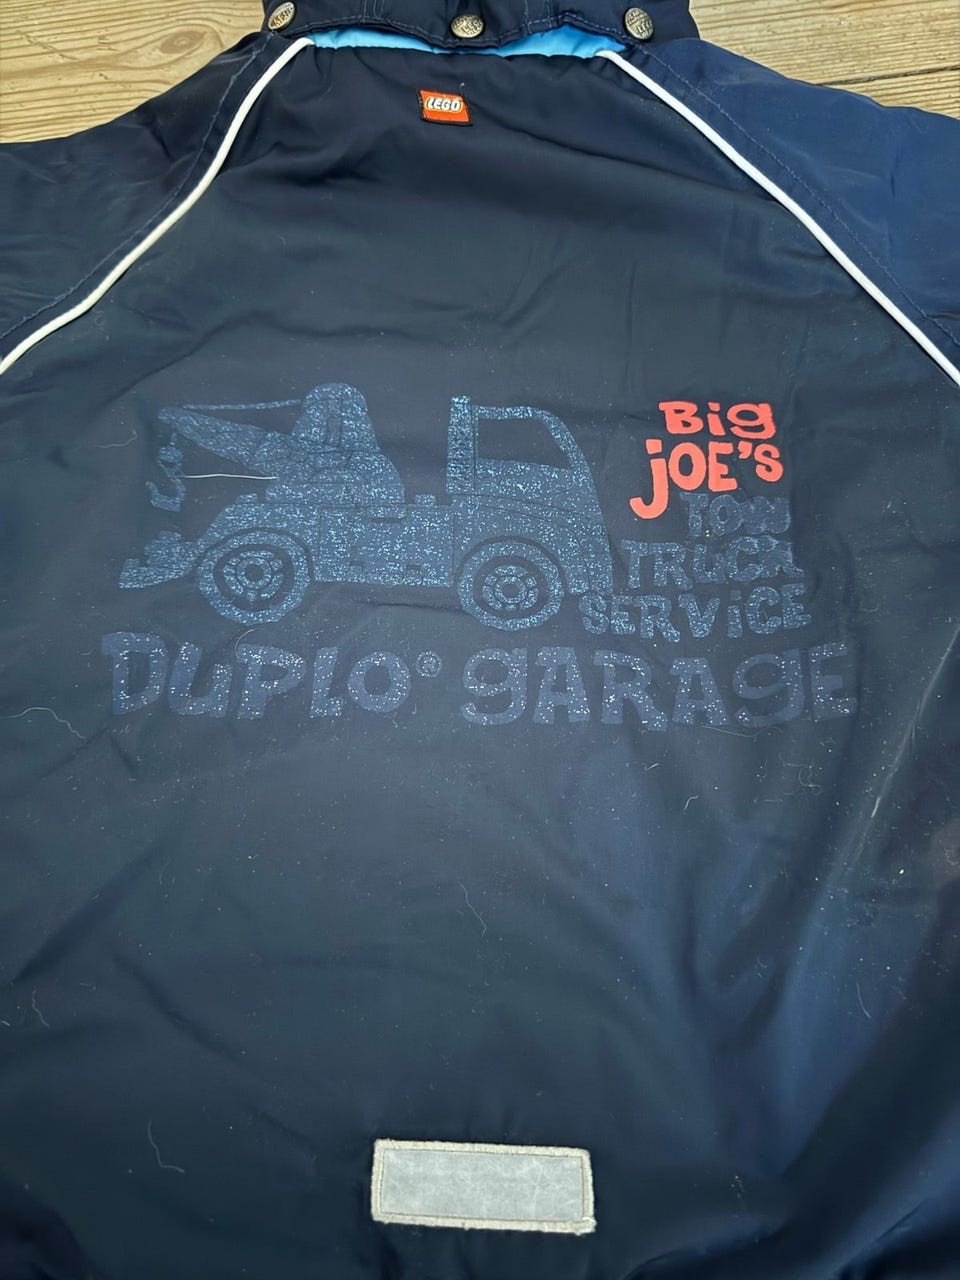 LEGO
Big
jOE'S
TOW
TRUCK
SERViCE
DUPLO® gARAgE